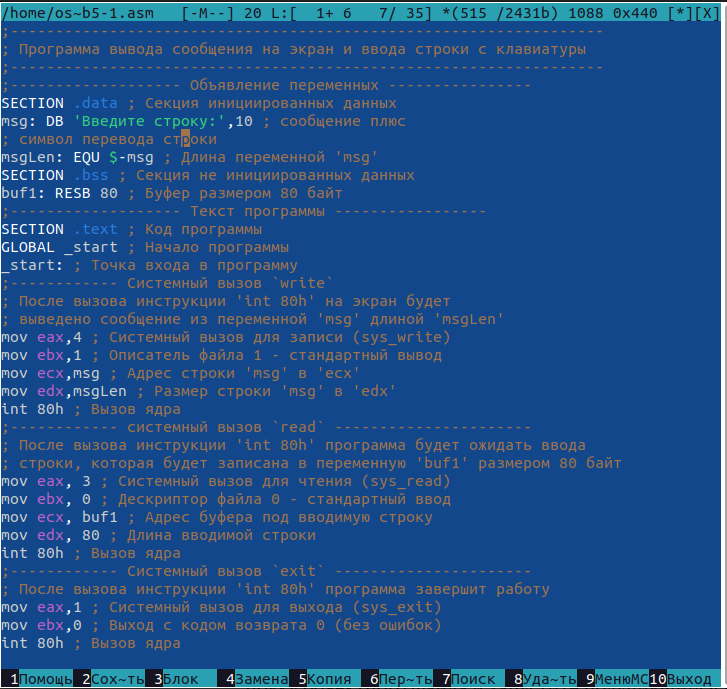 /home/os~b5-1.asm   [-M--] 20 L:[  1+ 6   7/ 35] *(515 /2431b) 1088 0x440 [*][X]
;------------------------------------------------------------------
; Программа вывода сообщения на экран и ввода строки с клавиатуры
;------------------------------------------------------------------
;------------------- Объявление переменных ----------------
SECTION .data ; Секция инициированных данных
msg: DB 'Введите строку:',10 ; сообщение плюс
; символ перевода строки
msgLen: EQU $-msg ; Длина переменной 'msg'
SECTION .bss ; Секция не инициированных данных
buf1: RESB 80 ; Буфер размером 80 байт
;------------------- Текст программы -----------------
SECTION .text ; Код программы
GLOBAL _start ; Начало программы
_start: ; Точка входа в программу
;------------ Cистемный вызов `write`
; После вызова инструкции 'int 80h' на экран будет
; выведено сообщение из переменной 'msg' длиной 'msgLen'
mov eax,4 ; Системный вызов для записи (sys_write)
mov ebx,1 ; Описатель файла 1 - стандартный вывод
mov ecx,msg ; Адрес строки 'msg' в 'ecx'
mov edx,msgLen ; Размер строки 'msg' в 'edx'
int 80h ; Вызов ядра
;------------ системный вызов `read` ----------------------
; После вызова инструкции 'int 80h' программа будет ожидать ввода
; строки, которая будет записана в переменную 'buf1' размером 80 байт
mov eax, 3 ; Системный вызов для чтения (sys_read)
mov ebx, 0 ; Дескриптор файла 0 - стандартный ввод
mov ecx, buf1 ; Адрес буфера под вводимую строку
mov edx, 80 ; Длина вводимой строки
int 80h ; Вызов ядра
;------------ Системный вызов `exit` ----------------------
; После вызова инструкции 'int 80h' программа завершит работу
mov eax,1 ; Системный вызов для выхода (sys_exit)
mov ebx,0 ; Выход с кодом возврата 0 (без ошибок)
int 80h ; Вызов ядра
1Помощь 2Сох~ть 3Блок 4Замена 5Копия 6Пер~ть 7Поиск 8Уда~ть 9МенюMC 10Выход